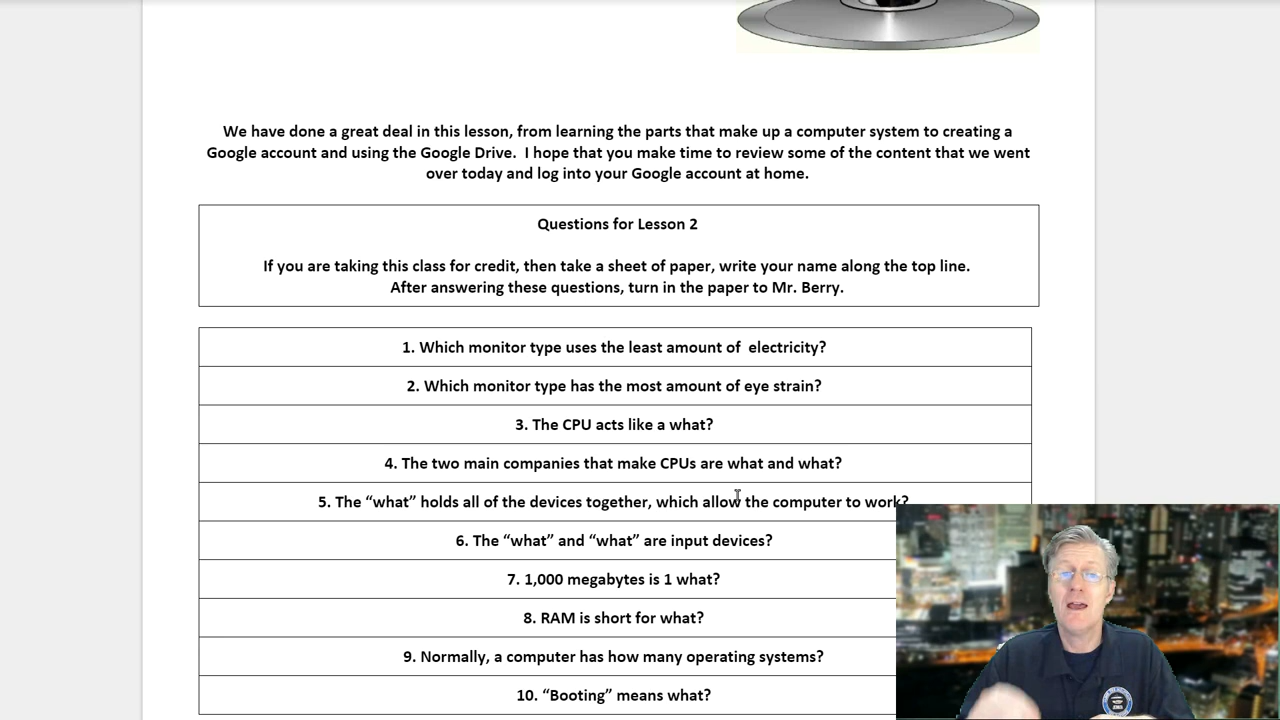 We have done a great deal in this lesson, from learning the parts that make up a computer system to creating a
Google account and using the Google Drive.  I hope that you make time to review some of the content that we went
over today and log into your Google account at home.
Questions for Lesson 2
If you are taking this class for credit, then take a sheet of paper, write your name along the top line.
After answering these questions, turn in the paper to Mr. Berry.
1. Which monitor type uses the least amount of  electricity?
2. Which monitor type has the most amount of eye strain?
3. The CPU acts like a what?
4. The two main companies that make CPUs are what and what?
5. The “what” holds all of the devices together, which allow the computer to work?
6. The “what” and “what” are input devices?
7. 1,000 megabytes is 1 what?
8. RAM is short for what?
9. Normally, a computer has how many operating systems?
10. “Booting” means what?